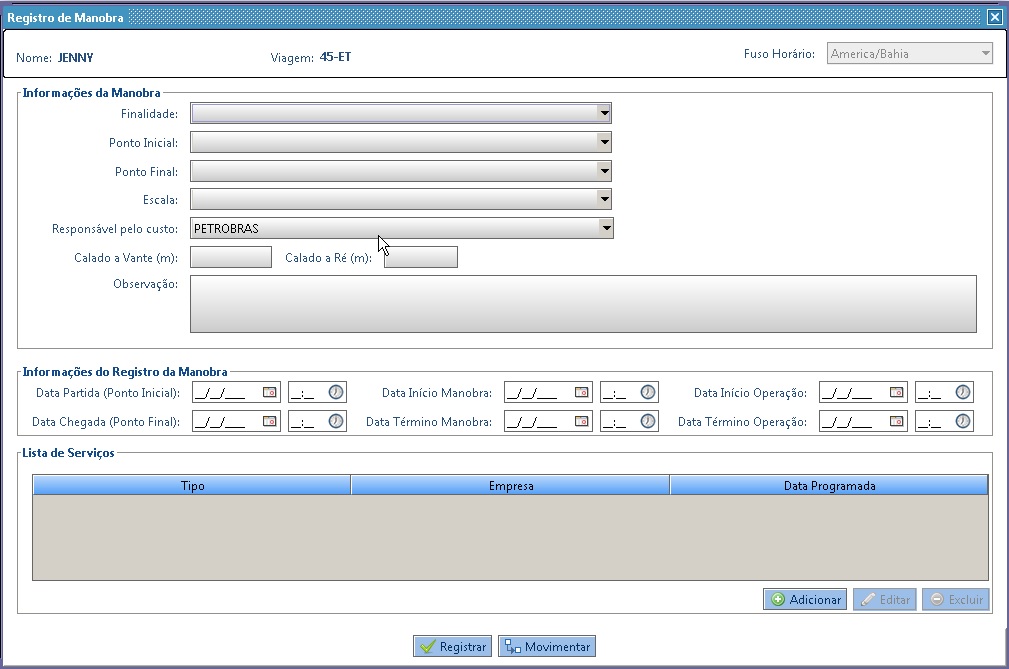 Registro de Manobra
Nome: JENNY Viagem: 45-ET Fuso Horário: America/Bahia
Informações da Manobra
Finalidade:
Ponto Inicial:
Ponto Final:
Escala:
Responsável pelo custo: PETROBRAS
Calado a Vante (m): Calado a Ré (m):
Observação:
Informações do Registro da Manobra
Data Partida (Ponto Inicial): __/__/____ __:__ Data Início Manobra: __/__/____ __:__ Data Início Operação: __/__/____ __:__
Data Chegada (Ponto Final): __/__/____ __:__ Data Término Manobra: __/__/____ __:__ Data Término Operação: __/__/____ __:__
Lista de Serviços
Tipo Empresa Data Programada
Adicionar Editar Excluir
Registrar Movimentar